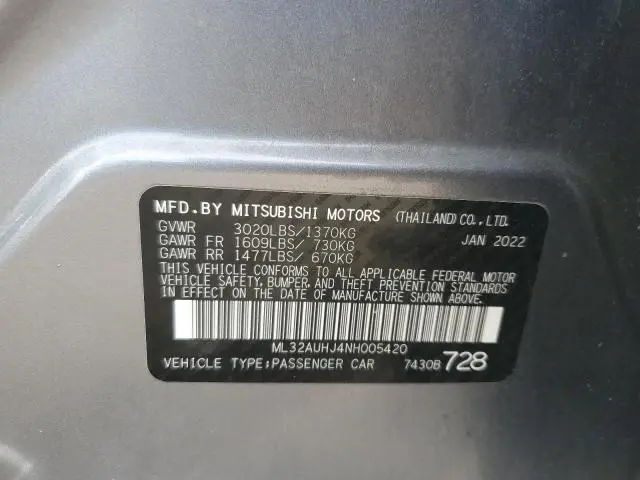 MFD.BY MITSUBISHI MOTORS (THAILAND) CO., LTD.
GVWR 3020LBS/1370KG JAN 2022
GAWR FR 1609LBS/ 730KG
GAWR RR 1477LBS/ 670KG
THIS VEHICLE CONFORMS TO ALL APPLICABLE FEDERAL MOTOR
VEHICLE SAFETY, BUMPER, AND THEFT PREVENTION STANDARDS
IN EFFECT ON THE DATE OF MANUFACTURE SHOWN ABOVE.
ML32AUHJ4NH005420
VEHICLE TYPE:PASSENGER CAR 7430B 728